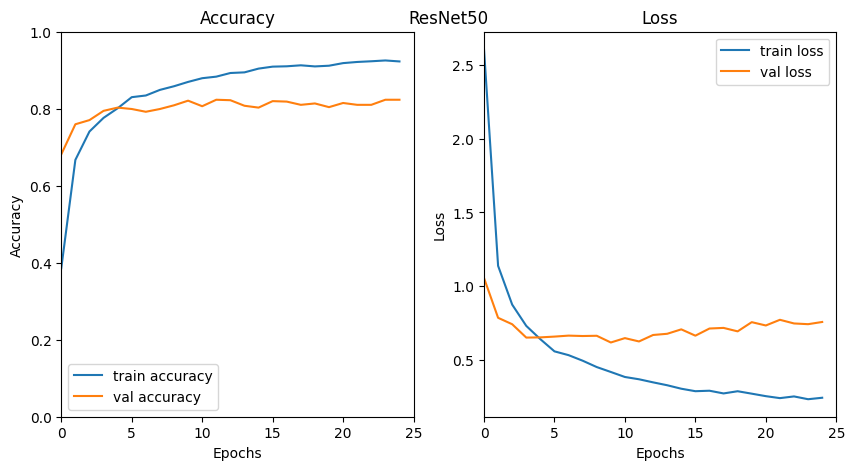 ResNet50
Accuracy
Accuracy
1.0
0.8
0.6
0.4
0.2
0.0
train accuracy
val accuracy
0 5 10 15 20 25
Epochs
Loss
Loss
2.5
2.0
1.5
1.0
0.5
train loss
val loss
0 5 10 15 20 25
Epochs